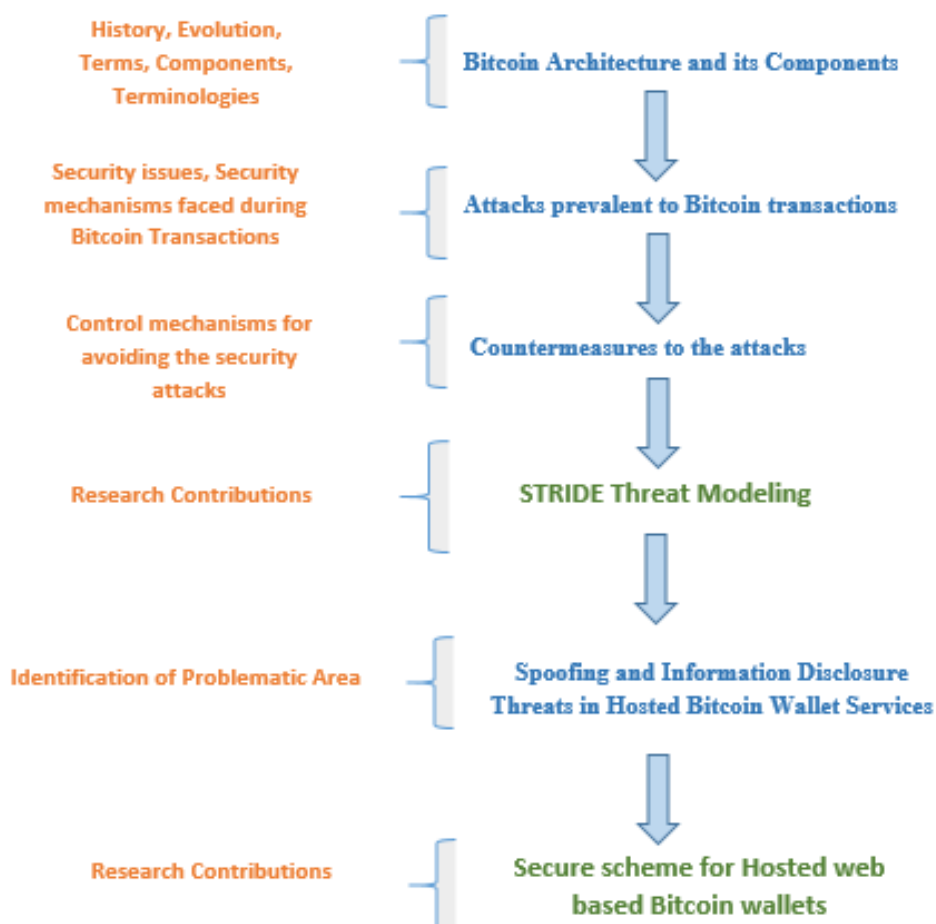 History, Evolution,
Terms, Components,
Terminologies
Bitcoin Architecture and its Components
Security issues, Security
mechanisms faced during
Bitcoin Transactions
Attacks prevalent to Bitcoin transactions
Control mechanisms for
avoiding the security
attacks
Countermeasures to the attacks
Research Contributions
STRIDE Threat Modeling
Identification of Problematic Area
Spoofing and Information Disclosure
Threats in Hosted Bitcoin Wallet Services
Research Contributions
Secure scheme for Hosted web
based Bitcoin wallets